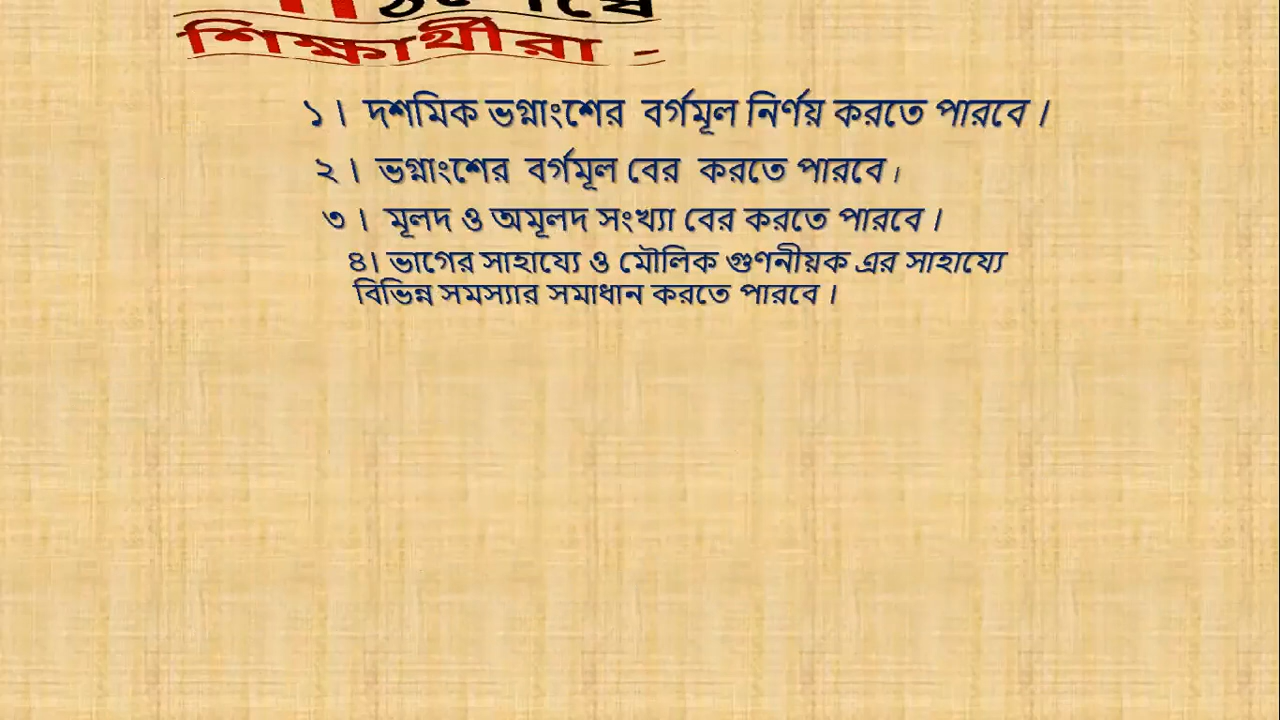 শিক্ষার্থীরা -
১। দশমিক ভগ্নাংশের বর্গমূল নির্ণয় করতে পারবে।
২। ভগ্নাংশের বর্গমূল বের করতে পারবে।
৩। মূলদ ও অমূলদ সংখ্যা বের করতে পারবে।
৪। ভাগের সাহায্যে ও মৌলিক গুণনীয়ক এর সাহায্যে
বিভিন্ন সমস্যার সমাধান করতে পারবে।